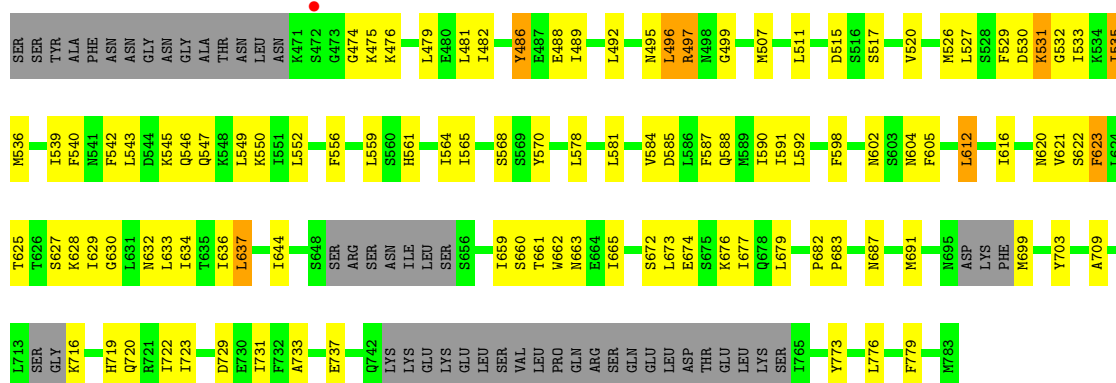 SER SER TYR ALA PHE ASN ASN GLY ASN GLY ALA THR ASN LEU ASN K471 S472 G473 G474 K475 K476 L479 E480 L481 I482 Y486 E487 E488 I489 L492 N495 L496 R497 N498 G499 M507 L511 D515 S516 S517 V520 M526 L527 S528 F529 D530 K531 G532 I533 K534 I535
M536 I539 F540 N541 F542 L543 D544 K545 Q546 Q547 K548 L549 K550 I551 L552 F556 L559 S560 H561 I564 I565 S568 S569 Y570 L578 L581 V584 D585 L586 F587 Q588 M589 I590 I591 L592 F598 N602 S603 N604 F605 L612 I616 N620 V621 S622 F623
T625 T626 S627 K628 I629 G630 L631 N632 L633 I634 T635 I636 L637 I644 S648 SER ARG SER ASN ILE LEU SER S656 I659 S660 T661 W662 N663 E664 I665 S672 L673 E674 S675 K676 I677 Q678 L679 P682 P683 N687 M691 N695 ASP LYS PHE M699 Y703 A709
L713 SER GLY K716 H719 Q720 R721 I722 I723 D729 E730 I731 F732 A733 E737 Q742 LYS LYS GLU LYS GLU LEU SER VAL LEU PRO GLN ARG SER GLN GLU LEU ASP THR GLU LEU LYS SER I765 Y773 L776 F779 M783